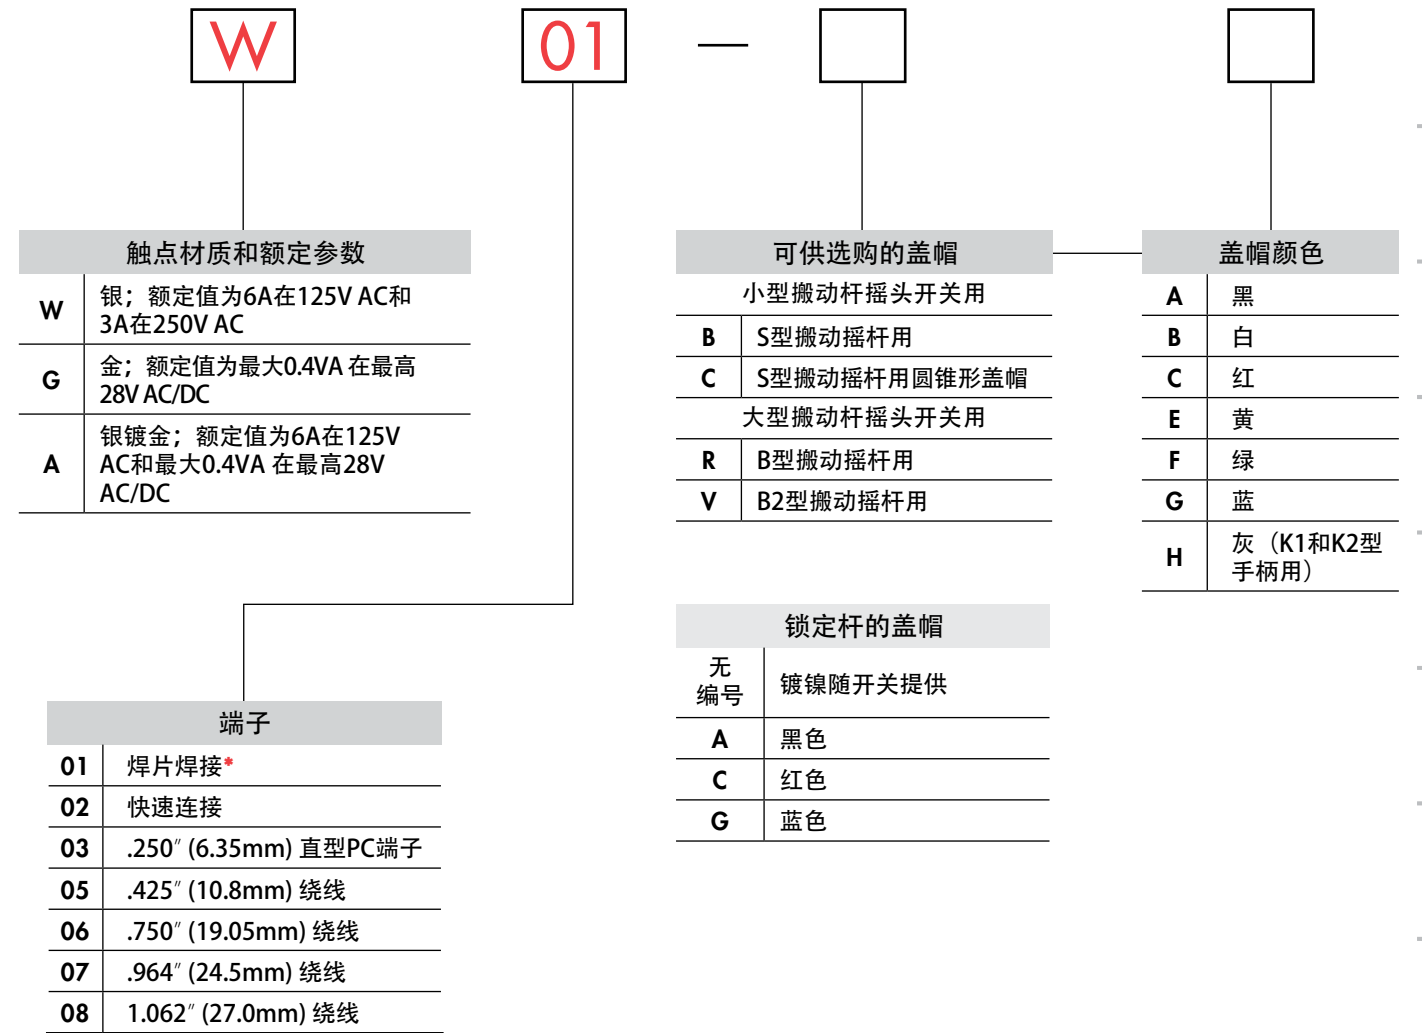 W 01 —
触点材质和额定参数
W 银；额定值为6A在125V AC和
3A在250V AC
G 金；额定值为最大0.4VA 在最高
28V AC/DC
A 银镀金；额定值为6A在125V
AC和最大0.4VA 在最高28V
AC/DC
端子
01 焊片焊接*
02 快速连接
03 .250″ (6.35mm) 直型PC端子
05 .425″ (10.8mm) 绕线
06 .750″ (19.05mm) 绕线
07 .964″ (24.5mm) 绕线
08 1.062″ (27.0mm) 绕线
可供选购的盖帽
小型搬动杆摇头开关用
B S型搬动摇杆用
C S型搬动摇杆用圆锥形盖帽
大型搬动杆摇头开关用
R B型搬动摇杆用
V B2型搬动摇杆用
锁定杆的盖帽
无
编号 镀镍随开关提供
A 黑色
C 红色
G 蓝色
盖帽颜色
A 黑
B 白
C 红
E 黄
F 绿
G 蓝
H 灰（K1和K2型
手柄用）